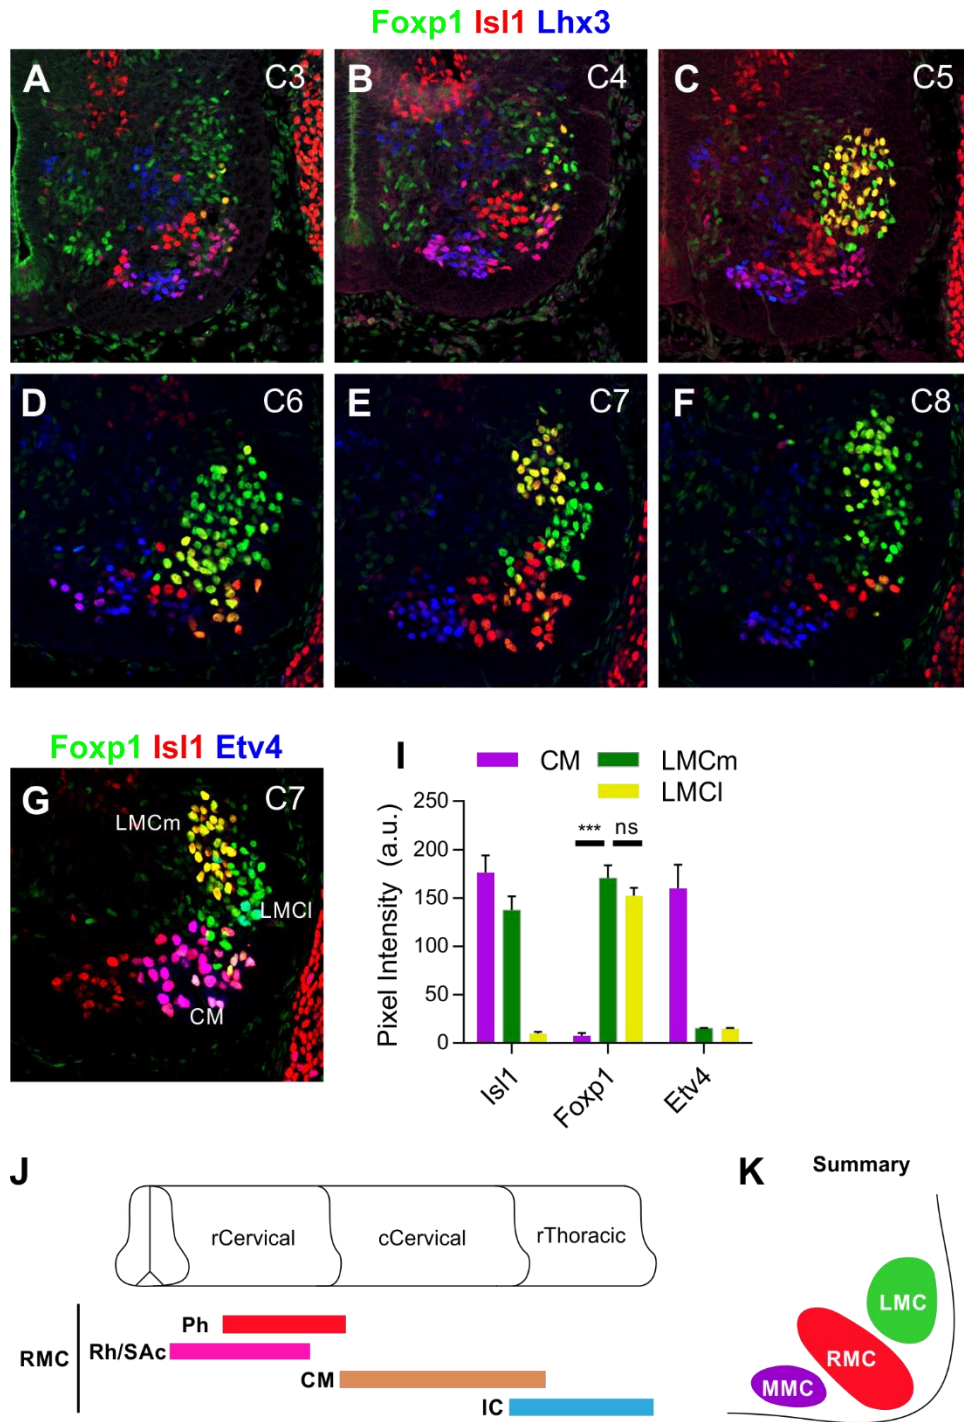 Foxp1 Isl1 Lhx3
A C3
B C4
C C5
D C6
E C7
F C8
Foxp1 Isl1 Etv4
G C7
LMCm
LMCl
CM
I
CM
LMCm
LMCl
Pixel Intensity (a.u.)
250
200
150
100
50
0
***
ns
Isl1
Foxp1
Etv4
J
rCervical
cCervical
rThoracic
RMC
Ph
Rh/SAc
CM
IC
K
Summary
LMC
RMC
MMC